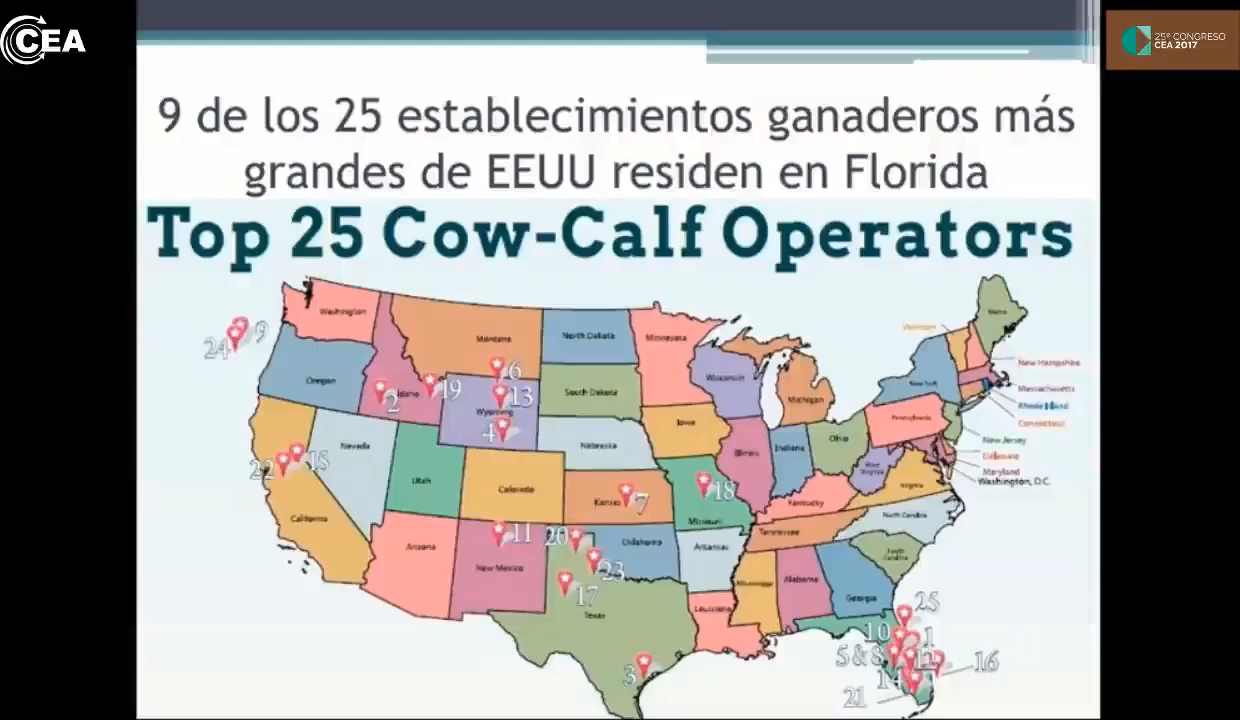 CEA
25º CONGRESO
CEA 2017
9 de los 25 establecimientos ganaderos más
grandes de EEUU residen en Florida
Top 25 Cow-Calf Operators
Washington
Montana
North Dakota
Minnesota
Maine
Vermont
New Hampshire
Massachusetts
Rhode Island
Connecticut
New Jersey
Delaware
Maryland
Washington, D.C.
9
24
Oregon
Idaho
2
19
6
13
Wyoming
4
South Dakota
Wisconsin
Michigan
New York
Pennsylvania
Iowa
Nebraska
Illinois
Indiana
Ohio
West
Virginia
Virginia
22
15
Nevada
Utah
Colorado
Kansas
7
18
Missouri
Kentucky
California
Arizona
11
New Mexico
20
23
17
Oklahoma
Texas
3
Arkansas
Tennessee
North Carolina
South
Carolina
Mississippi
Alabama
Georgia
Louisiana
25
10
1
5 & 8
12
16
14
21